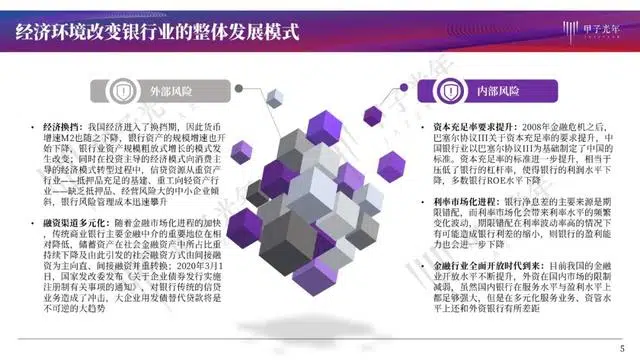 经济环境改变银行业的整体发展模式
甲子光年
外部风险
• 经济换挡：我国经济进入了换挡期，因此货币
增速M2也随之下降，银行资产的规模增速也开
始下降，银行业资产规模粗放式增长的模式发
生改变；同时在投资主导的经济模式向消费主
导的经济模式转型过程中，信贷资源从重资产
行业——抵押品充足的基建、重工向轻资产行
业——缺乏抵押品、经营风险大的中小企业倾
斜，银行风险管理成本迅速攀升
• 融资渠道多元化：随着金融市场化进程的加快，
传统商业银行主要金融中介的重要地位在相
对降低，储蓄资产在社会金融资产中所占比重
持续下降及由此引发的社会融资方式由间接融
资为主向直、间接融资并重转换；2020年3月1
日，国家发改委发布《关于企业债券发行实施
注册制有关事项的通知》，对银行传统的信贷
业务造成了冲击，大企业用发债替代贷款将是
不可逆的大趋势
内部风险
• 资本充足率要求提升：2008年金融危机之后，
巴塞尔协议III关于资本充足率的要求提升，中
国银行业以巴塞尔协议III为基础制定了中国的
标准。资本充足率的标准进一步提升，相当于
压低了银行的杠杆率，使得银行的利润水平下
降，多数银行ROE水平下降
• 利率市场化进程：银行净息差的主要来源是期
限错配，而利率市场化会带来利率水平的频繁
变化波动，期限错配在利率波动率高的情况下
有可能造成银行利差的缩小，则银行的盈利能
力也会进一步下降
• 金融行业全面开放时代到来：目前我国的金融
业开放水平不断提升，外资在国内市场的限制
减弱，虽然国内银行在服务水平与盈利水平上
都足够强大，但是在多元化服务业务、资管水
平上还和外资银行有所差距
5